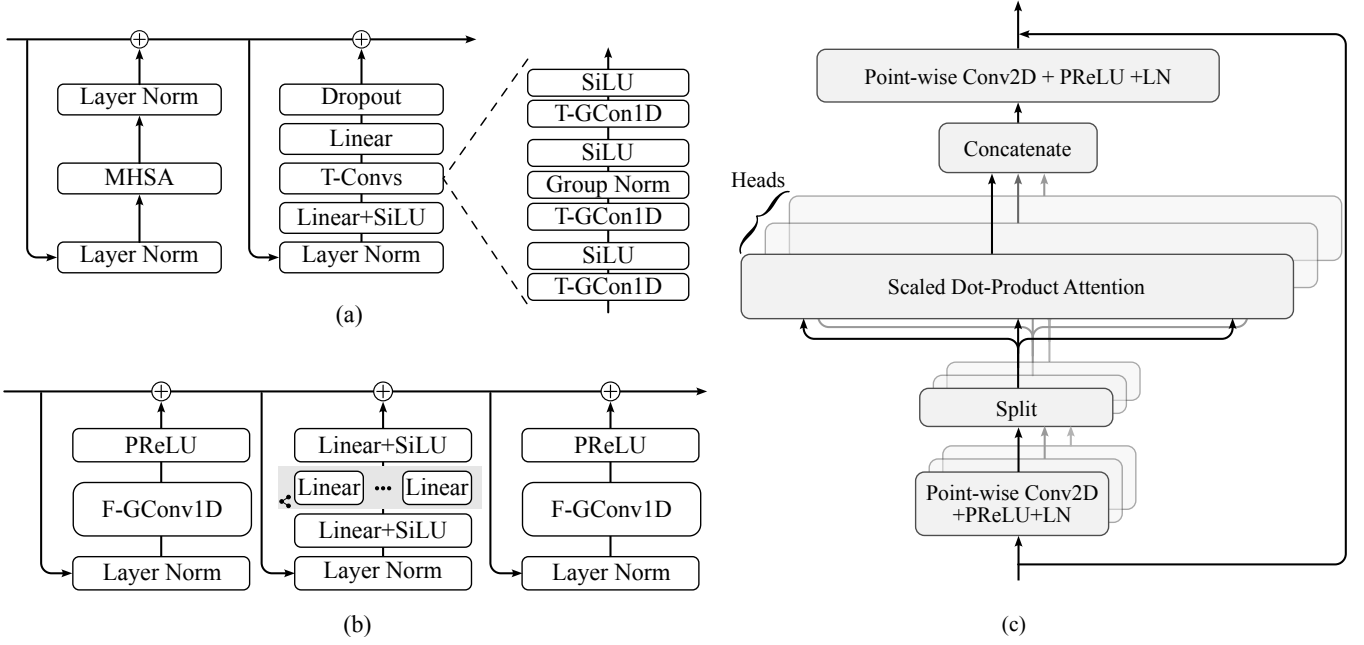 Layer Norm
MHSA
Layer Norm
Dropout
Linear
T-Convs
Linear+SiLU
Layer Norm
SiLU
T-GCon1D
SiLU
Group Norm
T-GCon1D
SiLU
T-GCon1D
(a)
PReLU
F-GConv1D
Layer Norm
Linear+SiLU
Linear ... Linear
Linear+SiLU
Layer Norm
PReLU
F-GConv1D
Layer Norm
(b)
Point-wise Conv2D + PReLU +LN
Concatenate
Heads
Scaled Dot-Product Attention
Split
Point-wise Conv2D
+PReLU+LN
(c)